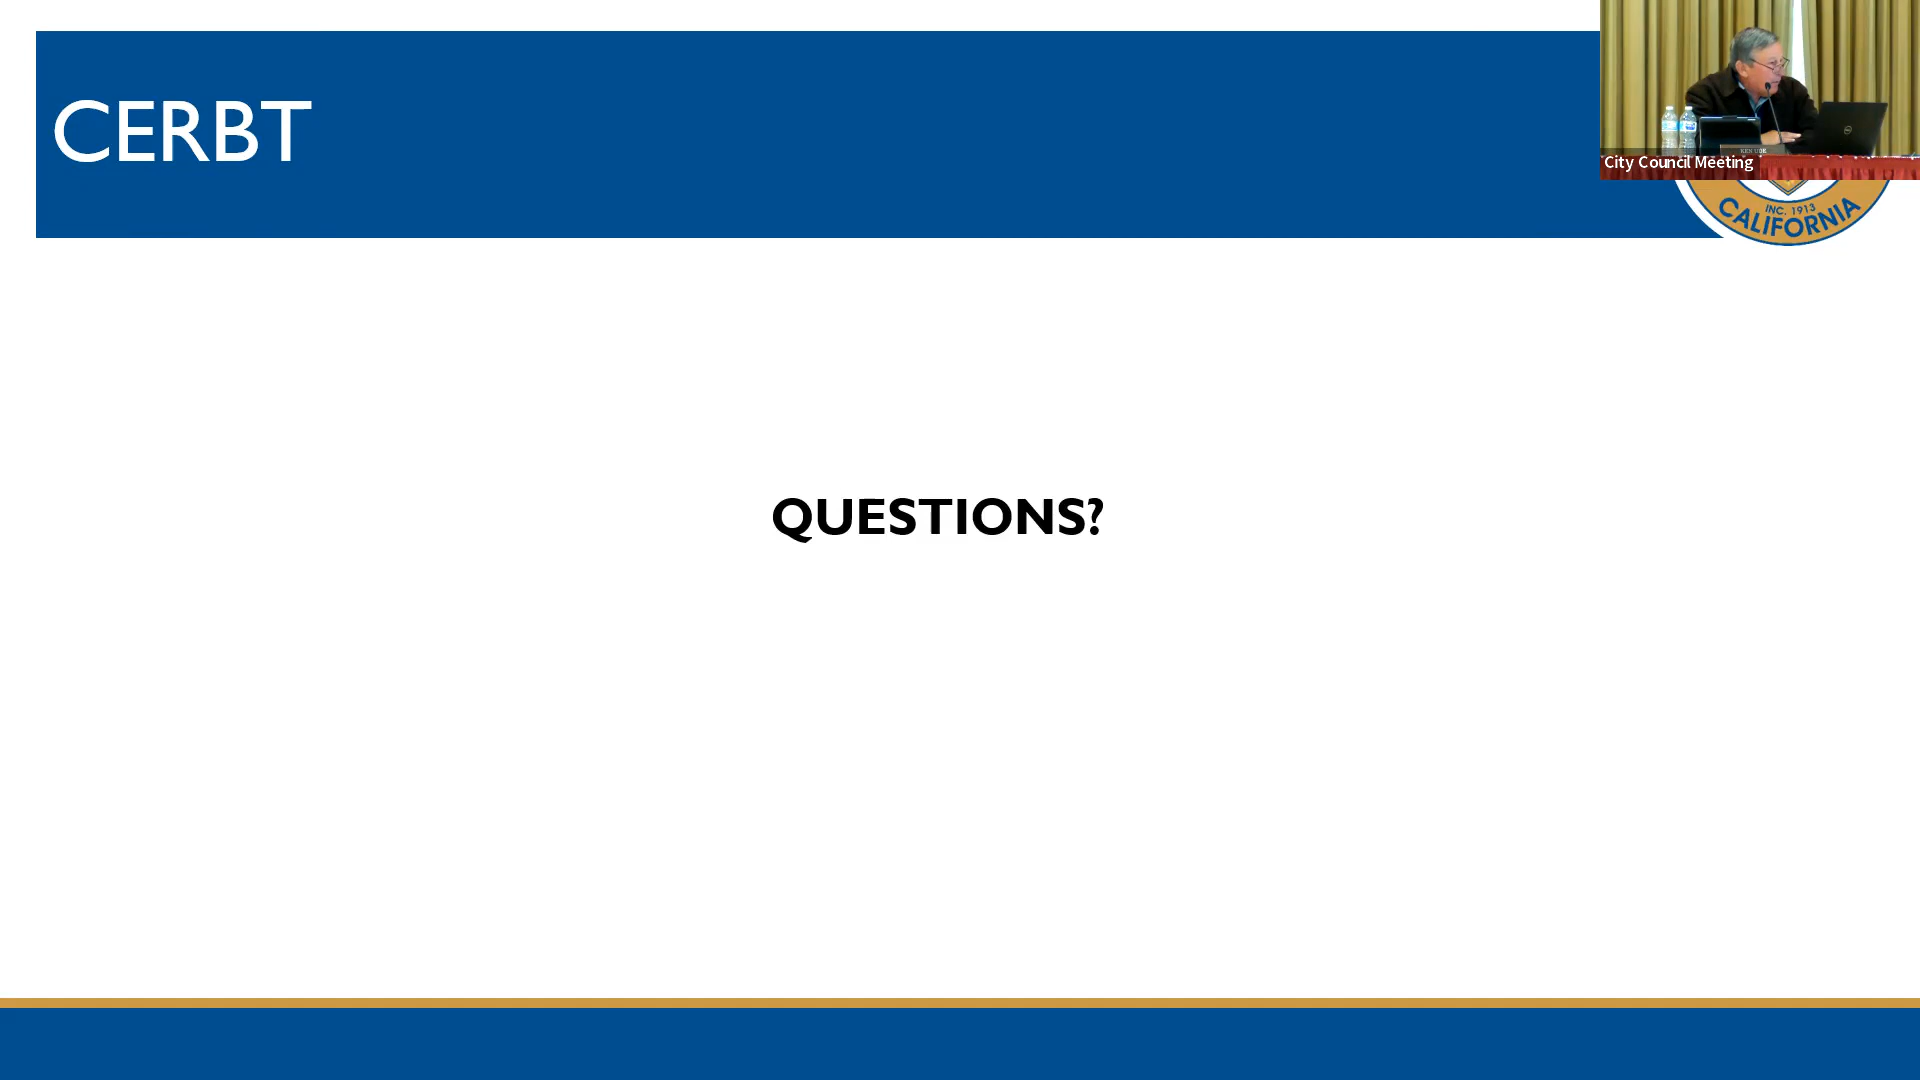 CERBT
City Council Meeting
INC. 1913
CALIFORNIA
QUESTIONS?